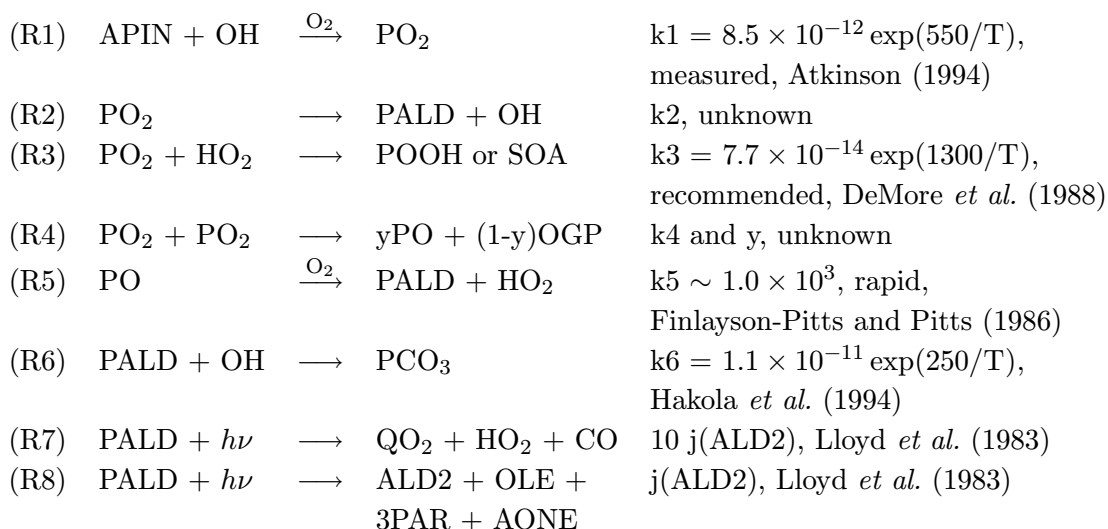 (R1) APIN + OH O₂⟶ PO₂ k1 = 8.5 × 10⁻¹² exp(550/T),
measured, Atkinson (1994)
(R2) PO₂ ⟶ PALD + OH k2, unknown
(R3) PO₂ + HO₂ ⟶ POOH or SOA k3 = 7.7 × 10⁻¹⁴ exp(1300/T),
recommended, DeMore et al. (1988)
(R4) PO₂ + PO₂ ⟶ yPO + (1-y)OGP k4 and y, unknown
(R5) PO O₂⟶ PALD + HO₂ k5 ∼ 1.0 × 10³, rapid,
Finlayson-Pitts and Pitts (1986)
(R6) PALD + OH ⟶ PCO₃ k6 = 1.1 × 10⁻¹¹ exp(250/T),
Hakola et al. (1994)
(R7) PALD + hν ⟶ QO₂ + HO₂ + CO 10 j(ALD2), Lloyd et al. (1983)
(R8) PALD + hν ⟶ ALD2 + OLE + j(ALD2), Lloyd et al. (1983)
3PAR + AONE